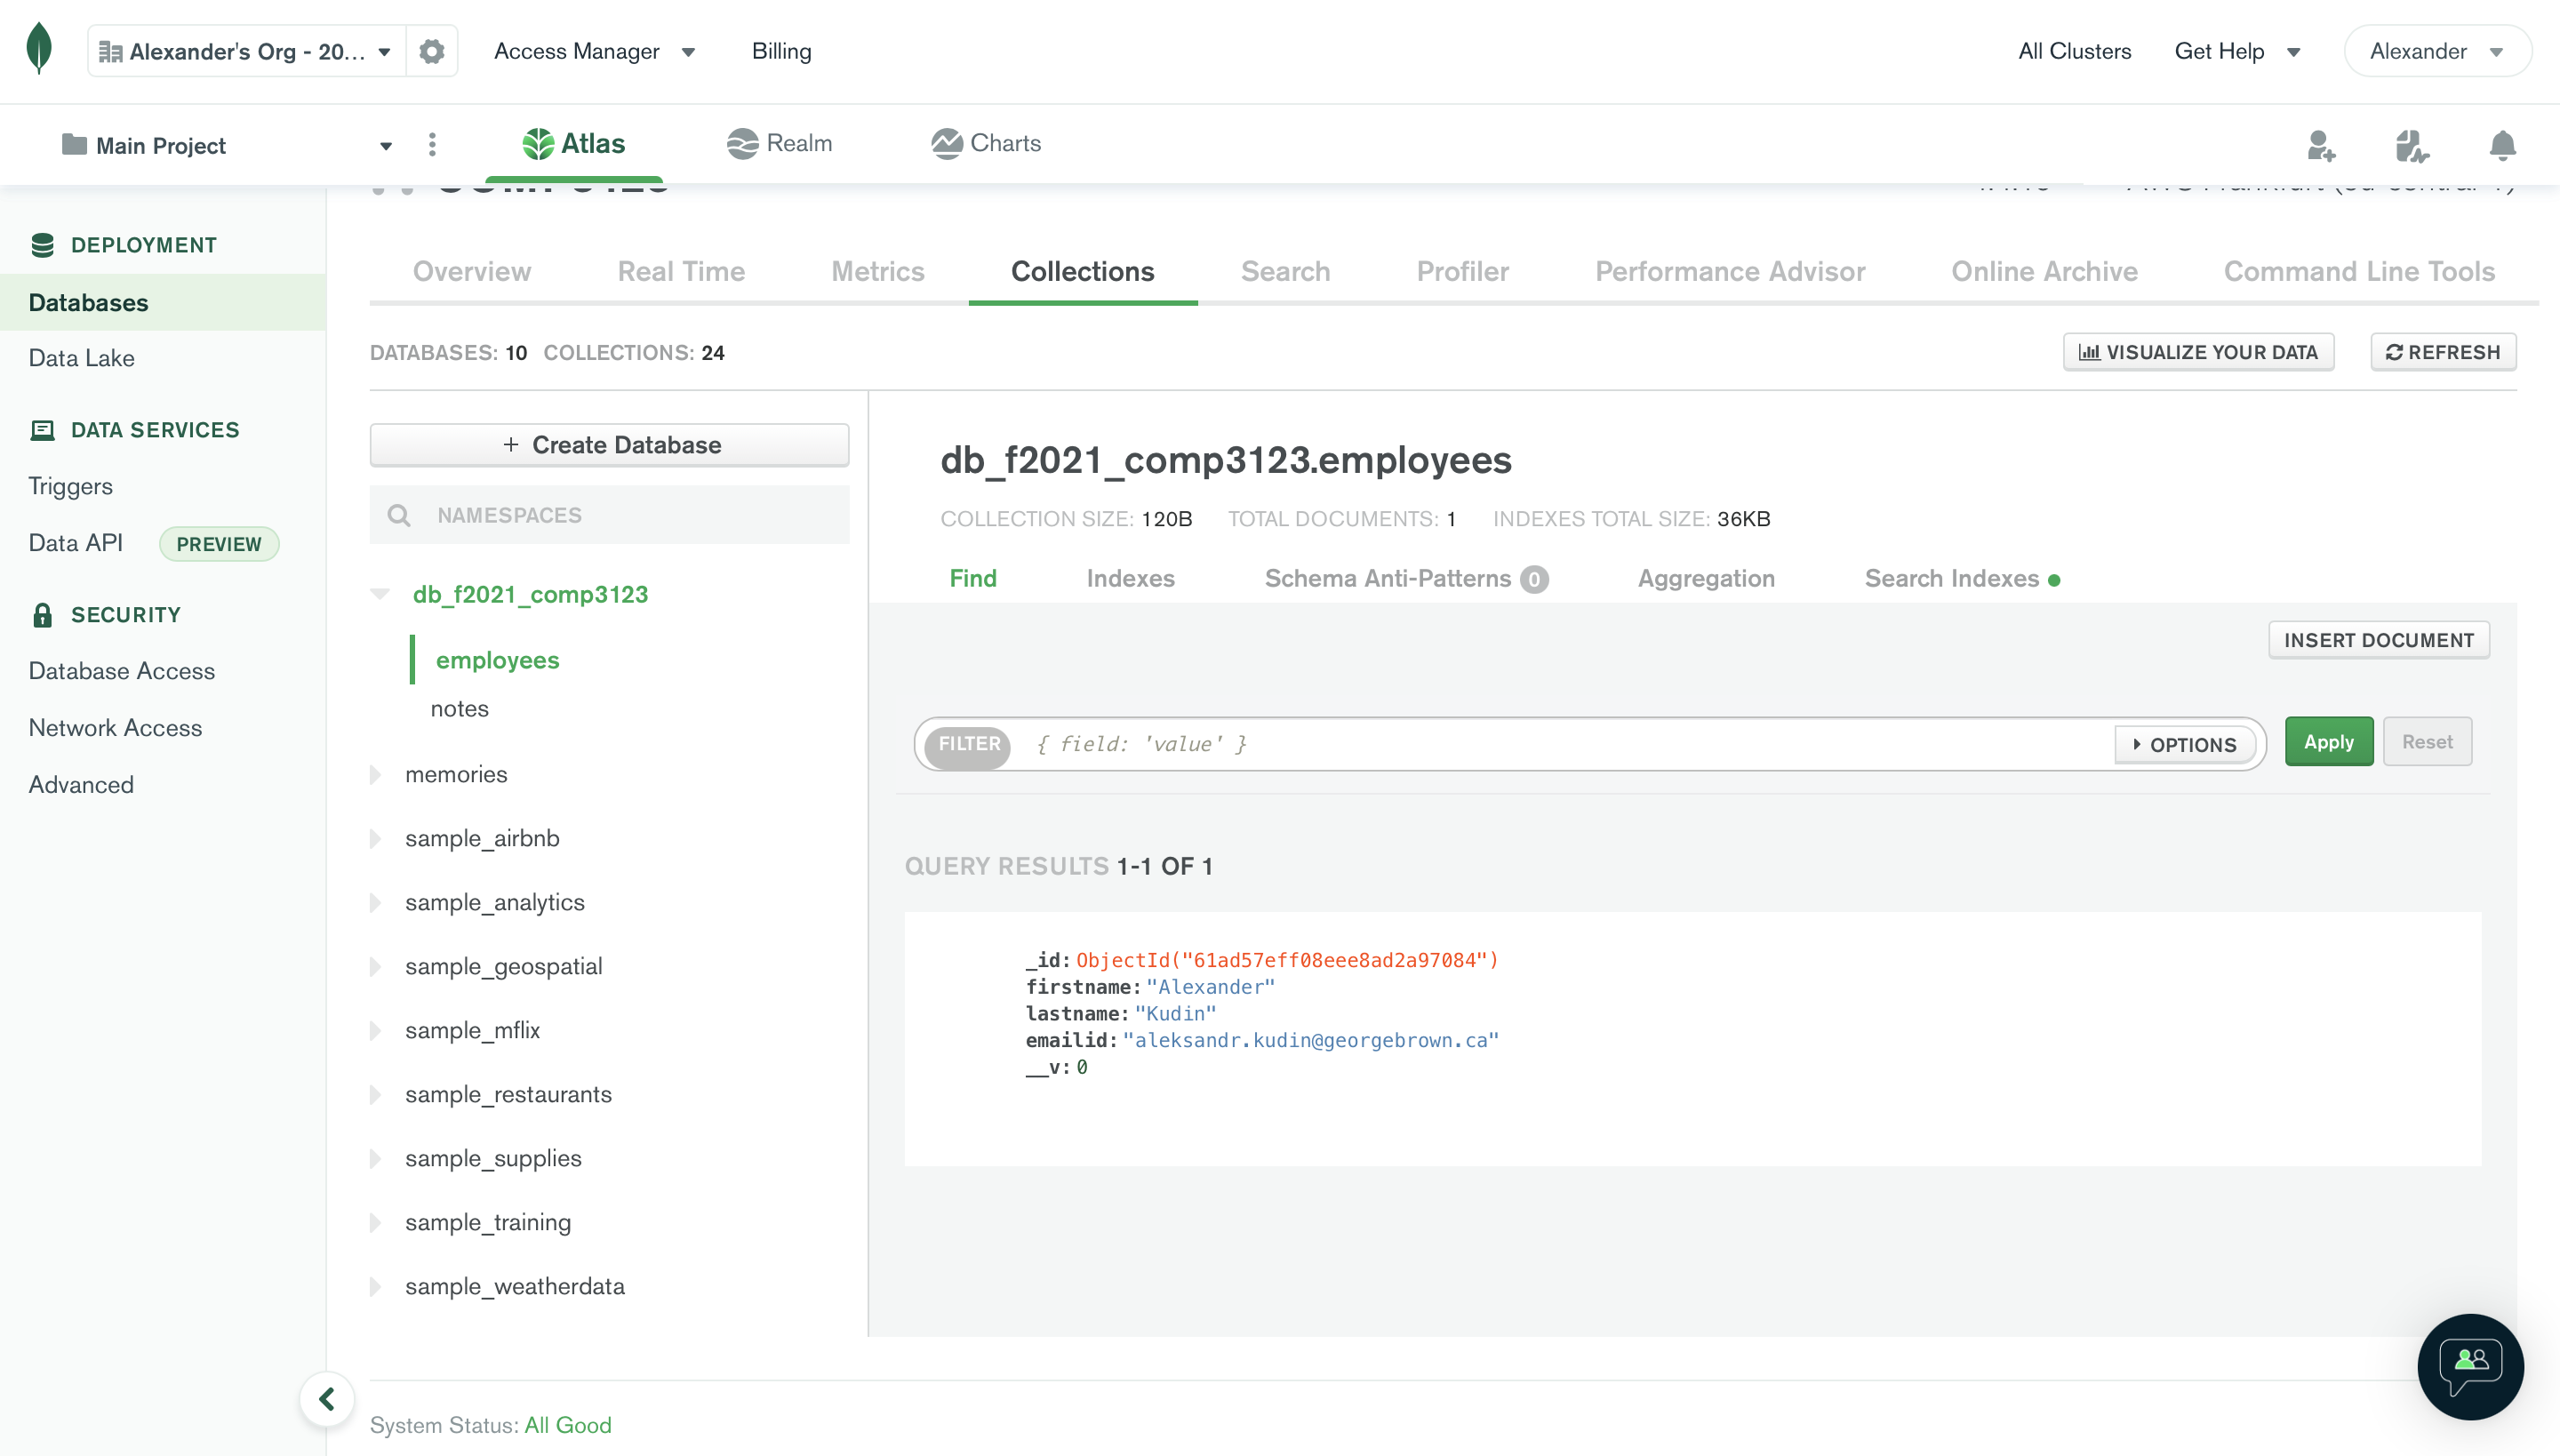 Alexander's Org - 20...
Access Manager
Billing
All Clusters
Get Help
Alexander
Main Project
Atlas
Realm
Charts
DEPLOYMENT
Databases
Data Lake
DATA SERVICES
Triggers
Data API PREVIEW
SECURITY
Database Access
Network Access
Advanced
Overview Real Time Metrics Collections Search Profiler Performance Advisor Online Archive Command Line Tools
DATABASES: 10 COLLECTIONS: 24
VISUALIZE YOUR DATA
REFRESH
+ Create Database
NAMESPACES
db_f2021_comp3123
employees
notes
memories
sample_airbnb
sample_analytics
sample_geospatial
sample_mflix
sample_restaurants
sample_supplies
sample_training
sample_weatherdata
db_f2021_comp3123.employees
COLLECTION SIZE: 120B TOTAL DOCUMENTS: 1 INDEXES TOTAL SIZE: 36KB
Find Indexes Schema Anti-Patterns 0 Aggregation Search Indexes
INSERT DOCUMENT
FILTER { field: 'value' } OPTIONS Apply Reset
QUERY RESULTS 1-1 OF 1
_id: ObjectId("61ad57eff08eee8ad2a97084")
firstname: "Alexander"
lastname: "Kudin"
emailid: "aleksandr.kudin@georgebrown.ca"
__v: 0
System Status: All Good